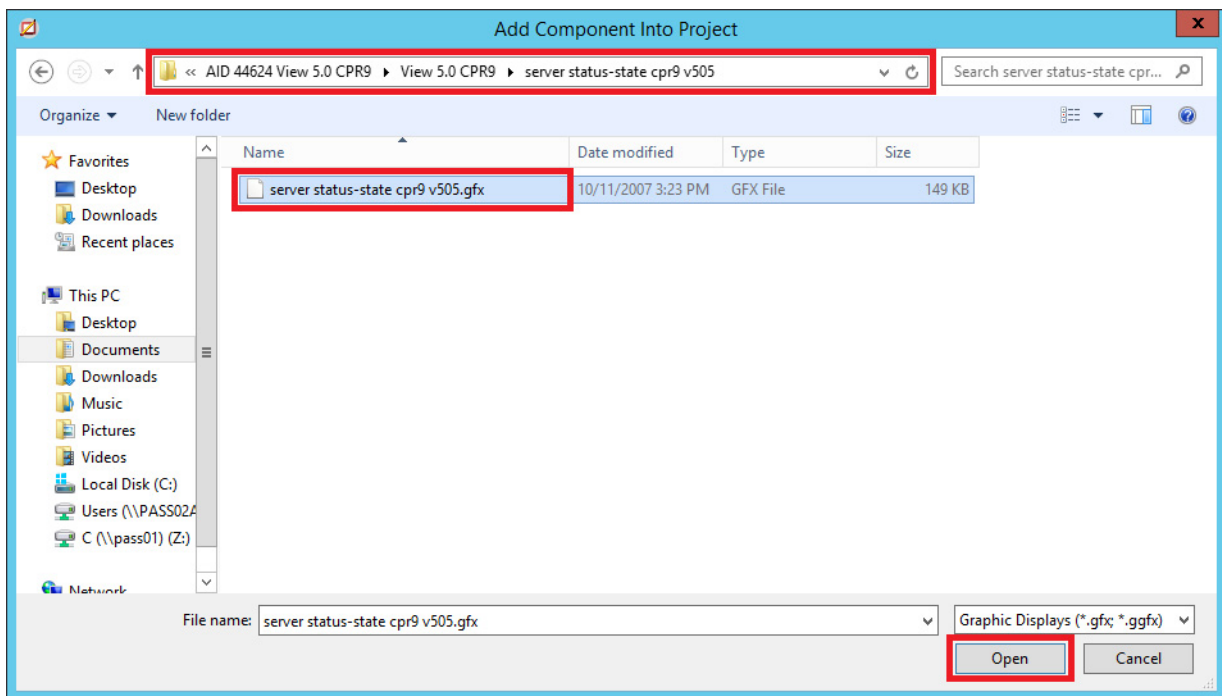 Add Component Into Project
x
« AID 44624 View 5.0 CPR9 ▸ View 5.0 CPR9 ▸ server status-state cpr9 v505
Search server status-state cpr...
Organize New folder
Name Date modified Type Size
server status-state cpr9 v505.gfx 10/11/2007 3:23 PM GFX File 149 KB
Favorites
Desktop
Downloads
Recent places
This PC
Desktop
Documents
Downloads
Music
Pictures
Videos
Local Disk (C:)
Users (\\PASS02A
C (\\pass01) (Z:)
Network
File name: server status-state cpr9 v505.gfx Graphic Displays (*.gfx; *.ggfx)
Open Cancel